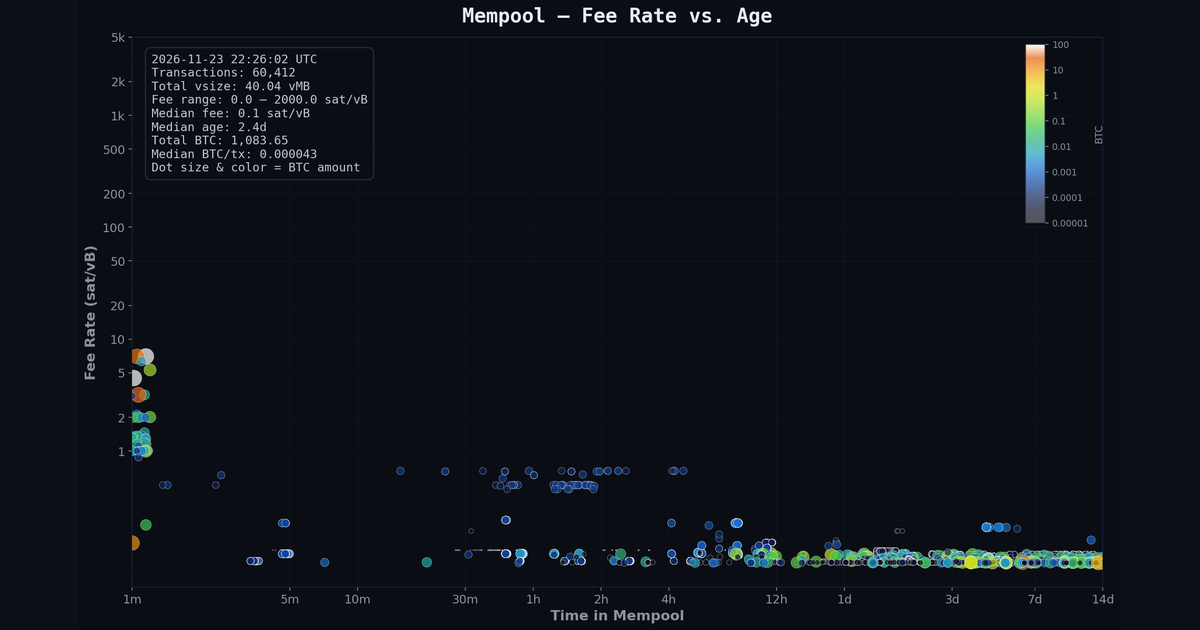 Mempool — Fee Rate vs. Age
2026-11-23 22:26:02 UTC
Transactions: 60,412
Total vsize: 40.04 vMB
Fee range: 0.0 — 2000.0 sat/vB
Median fee: 0.1 sat/vB
Median age: 2.4d
Total BTC: 1,083.65
Median BTC/tx: 0.000043
Dot size & color = BTC amount
100
10
1
0.1
0.01
0.001
0.0001
0.00001
BTC
Fee Rate (sat/vB)
5k
2k
1k
500
200
100
50
20
10
5
2
1
1m
5m
10m
30m
1h
2h
4h
12h
1d
3d
7d
14d
Time in Mempool